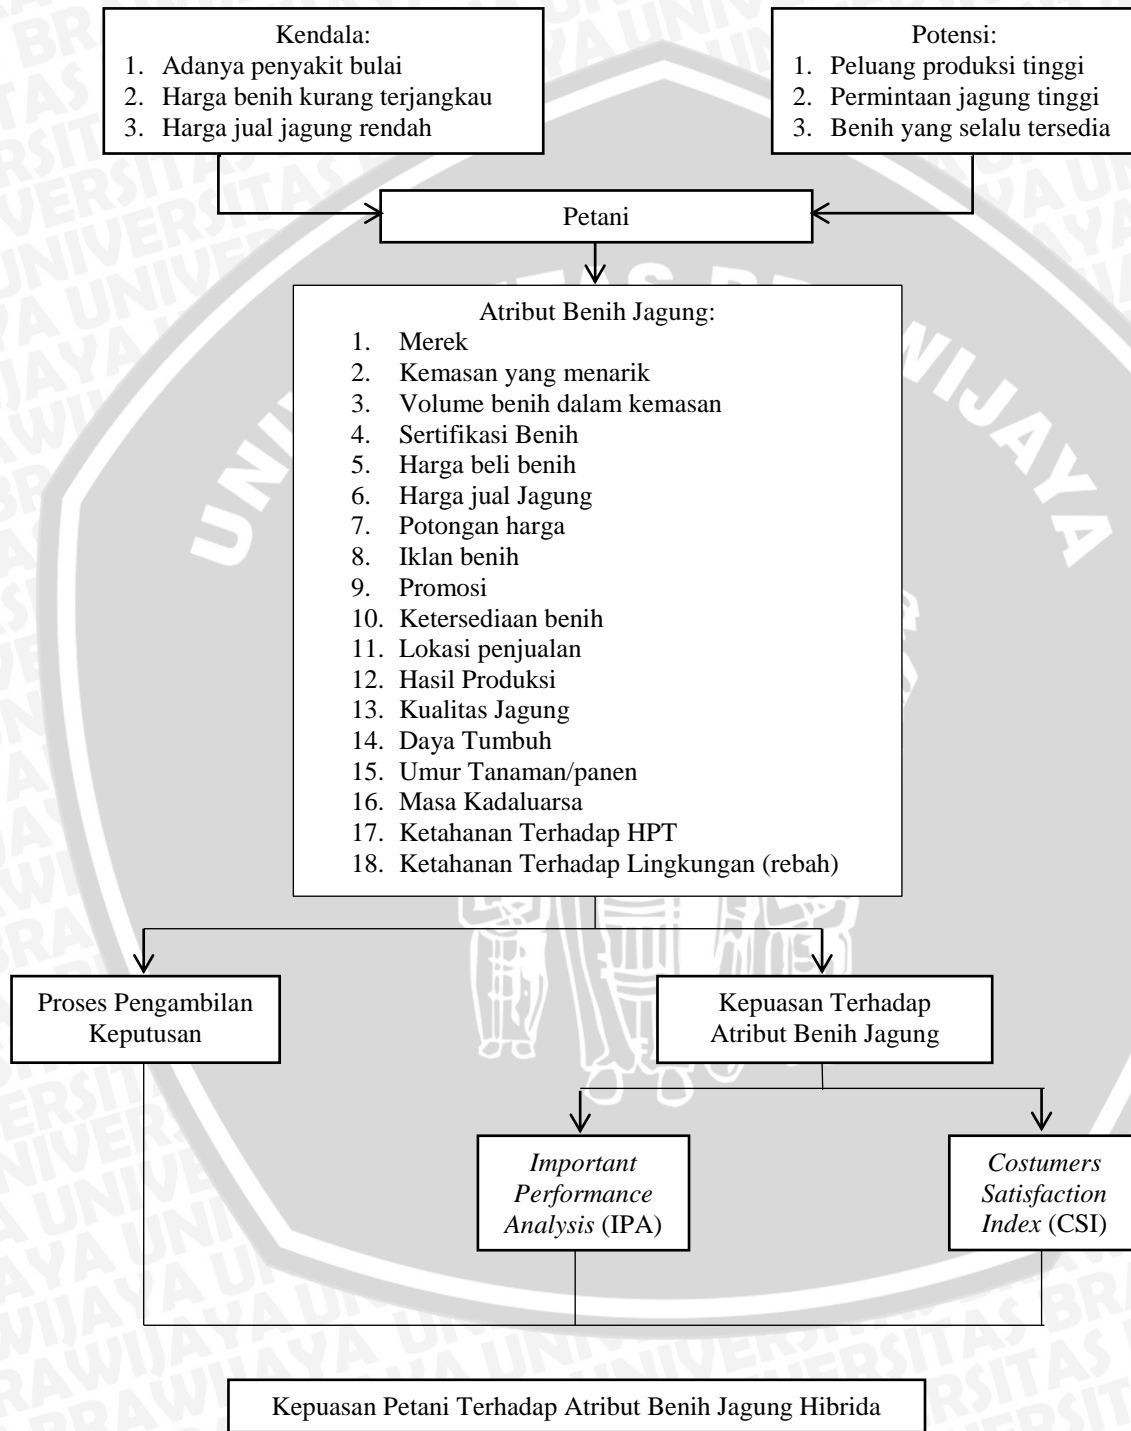 Kendala:
1. Adanya penyakit bulai
2. Harga benih kurang terjangkau
3. Harga jual jagung rendah
Potensi:
1. Peluang produksi tinggi
2. Permintaan jagung tinggi
3. Benih yang selalu tersedia
Petani
Atribut Benih Jagung:
1. Merek
2. Kemasan yang menarik
3. Volume benih dalam kemasan
4. Sertifikasi Benih
5. Harga beli benih
6. Harga jual Jagung
7. Potongan harga
8. Iklan benih
9. Promosi
10. Ketersediaan benih
11. Lokasi penjualan
12. Hasil Produksi
13. Kualitas Jagung
14. Daya Tumbuh
15. Umur Tanaman/panen
16. Masa Kadaluarsa
17. Ketahanan Terhadap HPT
18. Ketahanan Terhadap Lingkungan (rebah)
Proses Pengambilan
Keputusan
Kepuasan Terhadap
Atribut Benih Jagung
Important
Performance
Analysis (IPA)
Costumers
Satisfaction
Index (CSI)
Kepuasan Petani Terhadap Atribut Benih Jagung Hibrida